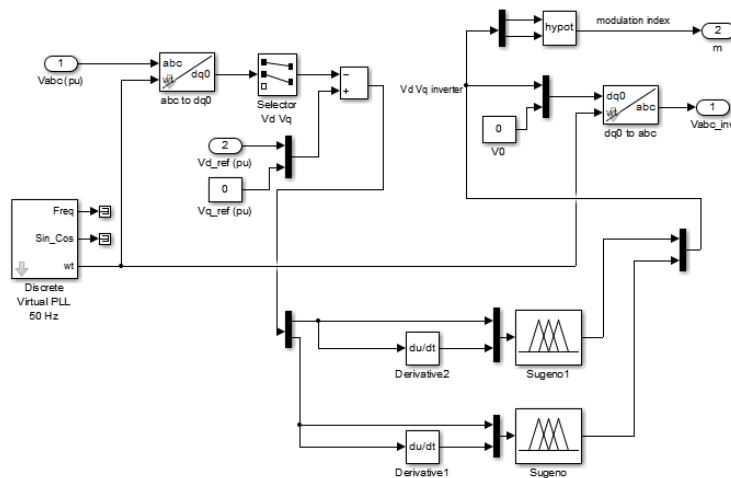 1
Vabc (pu)
abc
wt
dq0
abc to dq0
Selector
Vd Vq
−
+
2
Vd_ref (pu)
0
Vq_ref (pu)
Freq
Sin_Cos
wt
Discrete
Virtual PLL
50 Hz
du/dt
Derivative2
Sugeno1
du/dt
Derivative1
Sugeno
Vd Vq inverter
hypot
modulation index
2
m
0
V0
dq0
wt
abc
dq0 to abc
1
Vabc_inv